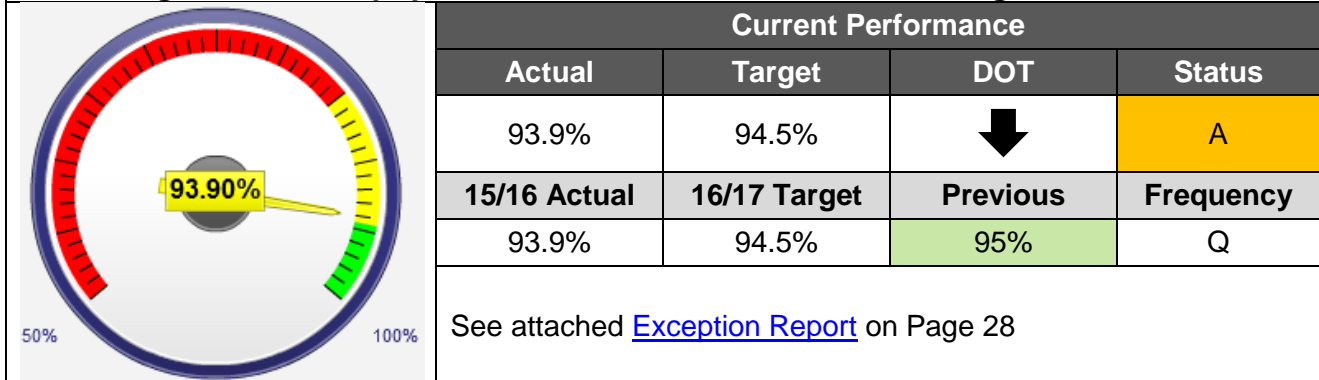 Current Performance
Actual Target DOT Status
93.9% 94.5% A
15/16 Actual 16/17 Target Previous Frequency
93.9% 94.5% 95% Q
93.90%
50% 100%
See attached Exception Report on Page 28